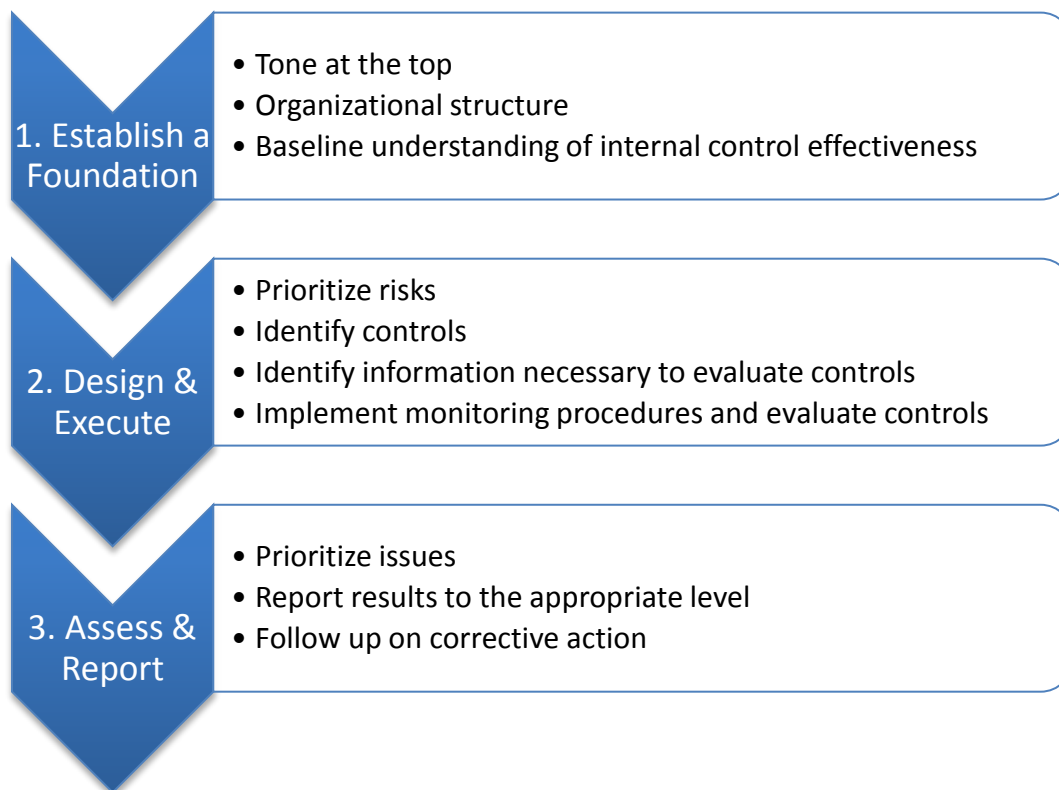 1. Establish a
Foundation
• Tone at the top
• Organizational structure
• Baseline understanding of internal control effectiveness
2. Design &
Execute
• Prioritize risks
• Identify controls
• Identify information necessary to evaluate controls
• Implement monitoring procedures and evaluate controls
3. Assess &
Report
• Prioritize issues
• Report results to the appropriate level
• Follow up on corrective action